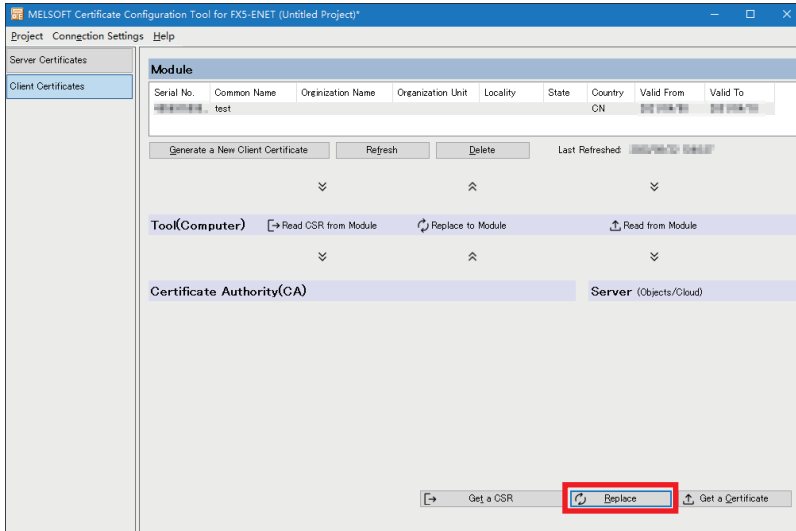 MELSOFT Certificate Configuration Tool for FX5-ENET (Untitled Project)*
Project Connection Settings Help
Server Certificates
Client Certificates
Module
Serial No. Common Name Orginization Name Organization Unit Locality State Country Valid From Valid To
test CN
Generate a New Client Certificate Refresh Delete Last Refreshed:
Tool(Computer) Read CSR from Module Replace to Module Read from Module
Certificate Authority(CA) Server (Objects/Cloud)
Get a CSR Replace Get a Certificate